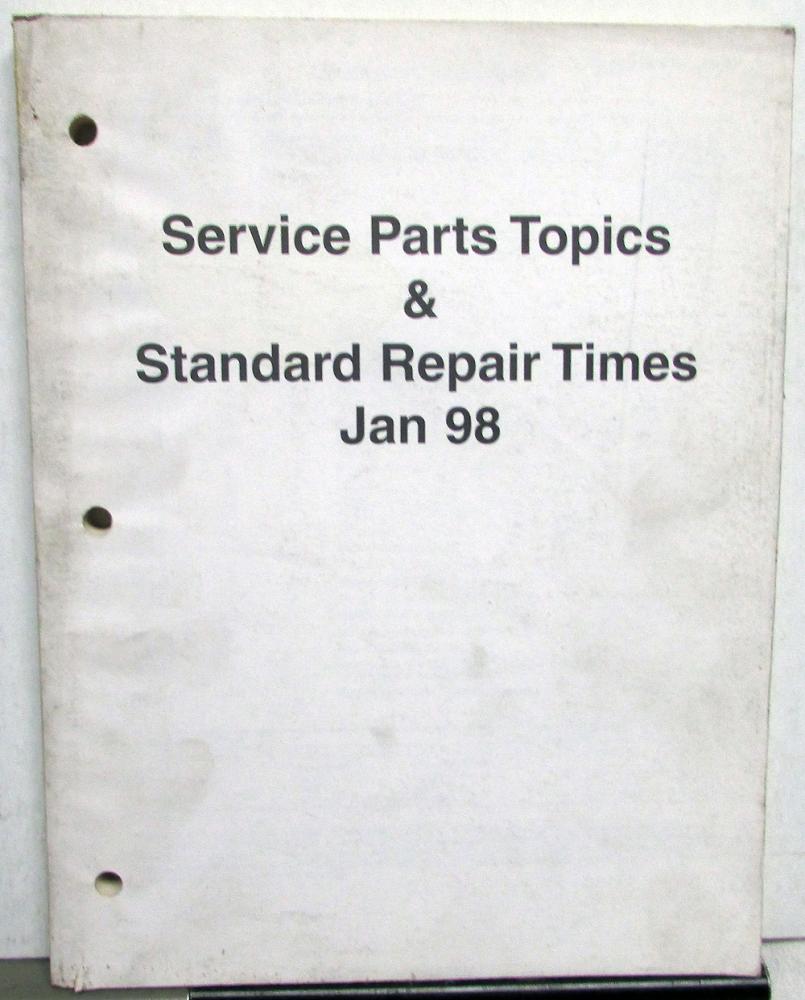 Service Parts Topics
&
Standard Repair Times
Jan 98